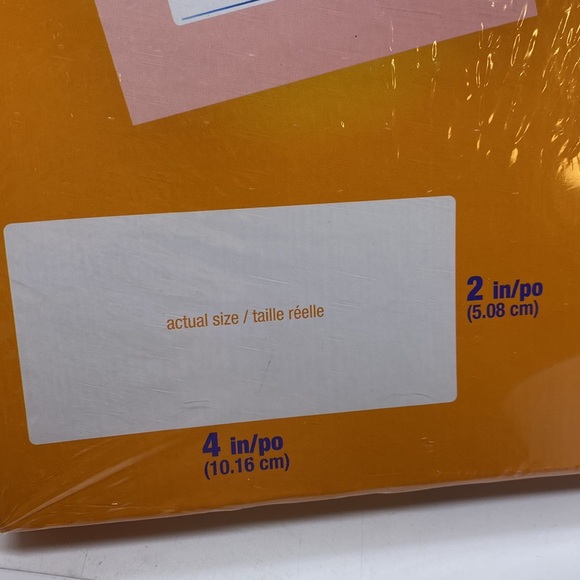 actual size / taille réelle
2 in/po
(5.08 cm)
4 in/po
(10.16 cm)